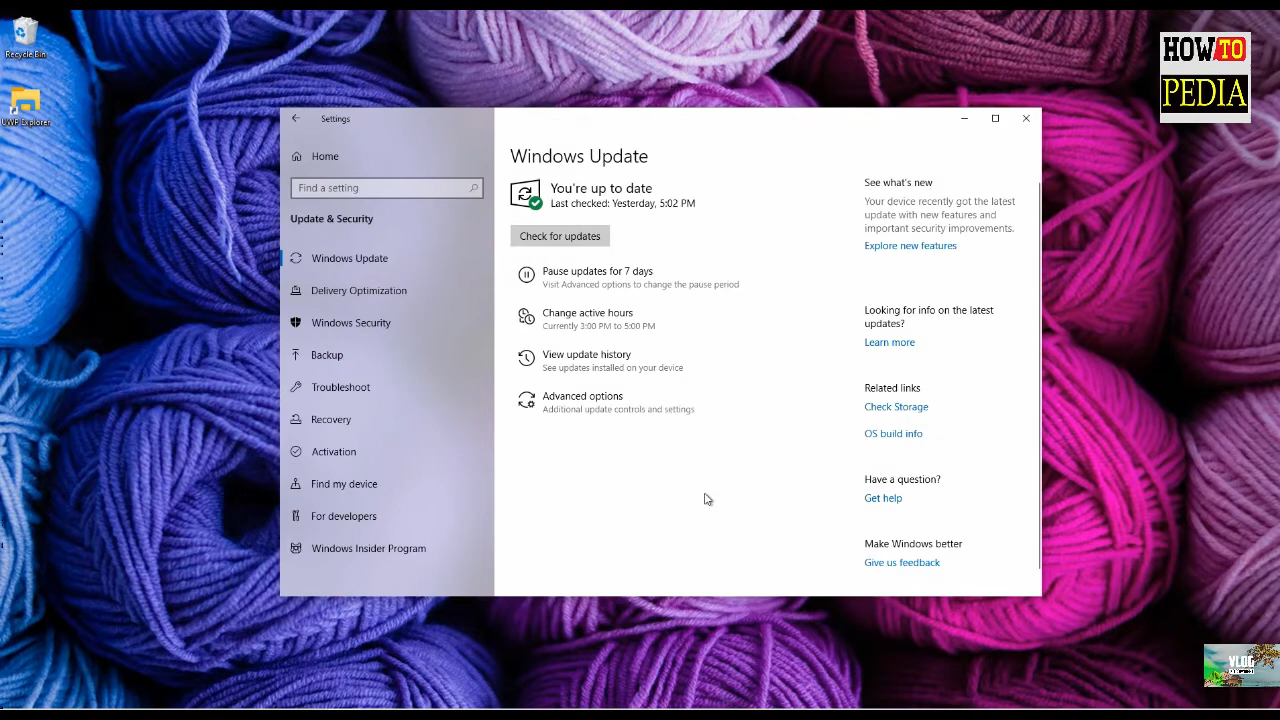 Recycle Bin
UWP Explorer
HOW TO
PEDIA
Settings
Home
Find a setting
Update & Security
Windows Update
Delivery Optimization
Windows Security
Backup
Troubleshoot
Recovery
Activation
Find my device
For developers
Windows Insider Program
Windows Update
You're up to date
Last checked: Yesterday, 5:02 PM
Check for updates
Pause updates for 7 days
Visit Advanced options to change the pause period
Change active hours
Currently 3:00 PM to 5:00 PM
View update history
See updates installed on your device
Advanced options
Additional update controls and settings
See what's new
Your device recently got the latest
update with new features and
important security improvements.
Explore new features
Looking for info on the latest
updates?
Learn more
Related links
Check Storage
OS build info
Have a question?
Get help
Make Windows better
Give us feedback
VLOG